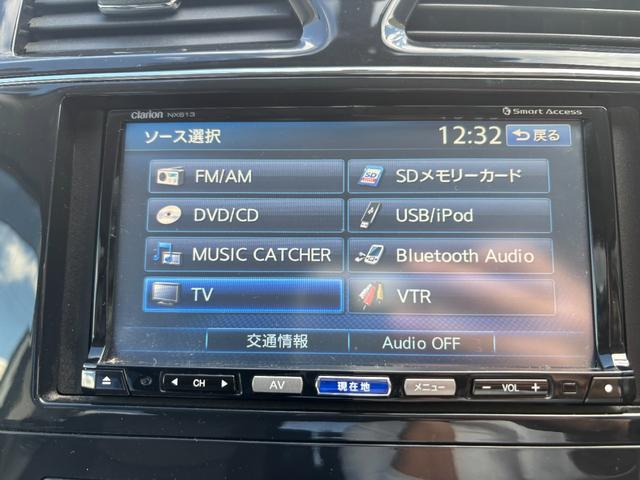 clarion NX613
Smart Access
ソース選択
12:32
戻る
FM/AM
SDメモリーカード
DVD/CD
USB/iPod
MUSIC CATCHER
Bluetooth Audio
TV
VTR
交通情報
Audio OFF
CH
AV
現在地
メニュー
− VOL +